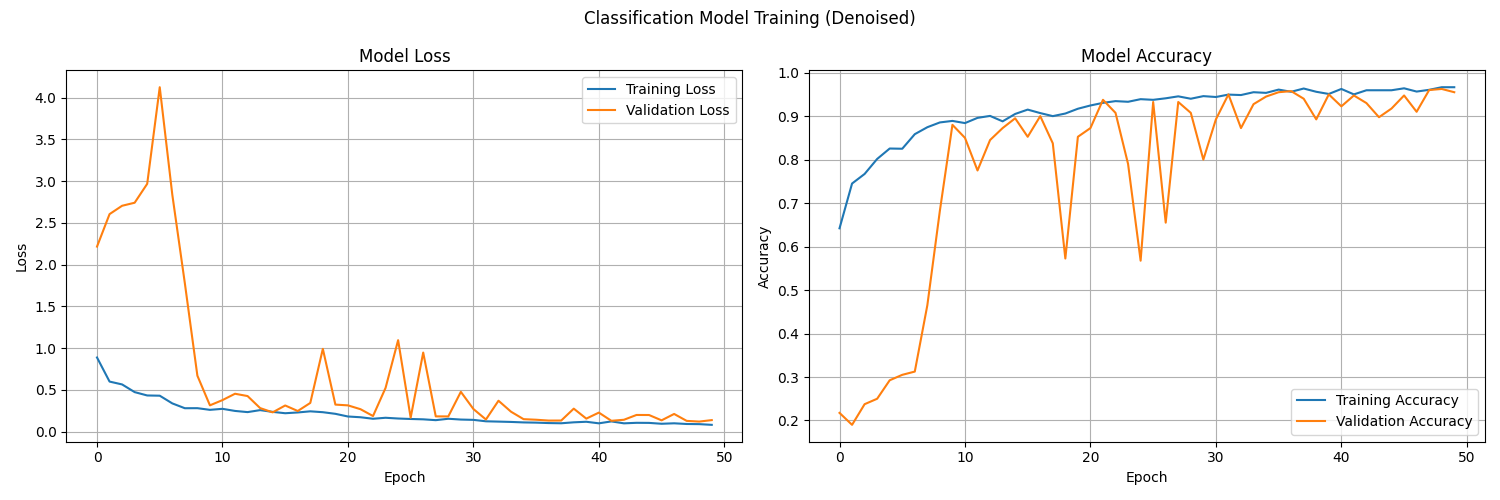 Classification Model Training (Denoised)
Model Loss
Loss
4.0
3.5
3.0
2.5
2.0
1.5
1.0
0.5
0.0
Training Loss
Validation Loss
0 10 20 30 40 50
Epoch
Model Accuracy
Accuracy
1.0
0.9
0.8
0.7
0.6
0.5
0.4
0.3
0.2
Training Accuracy
Validation Accuracy
0 10 20 30 40 50
Epoch